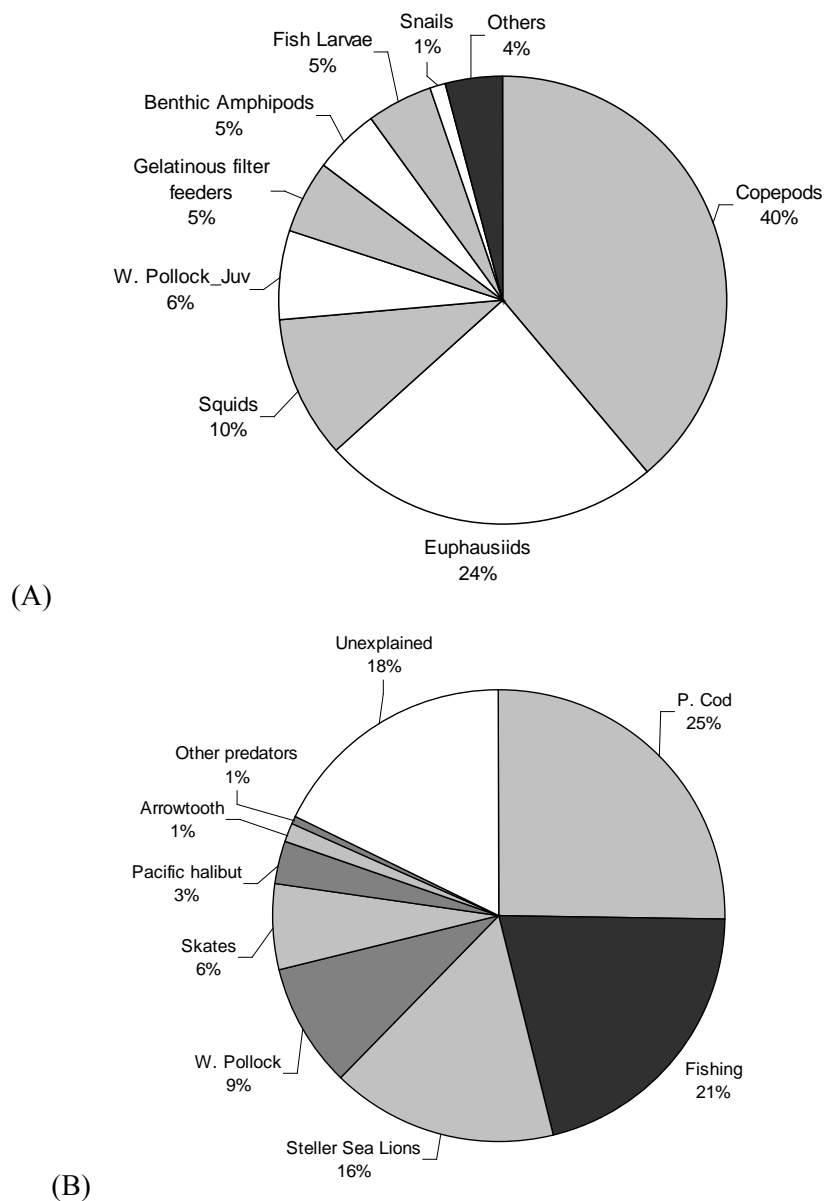 Snails
1%
Others
4%
Fish Larvae
5%
Benthic Amphipods
5%
Gelatinous filter
feeders
5%
Copepods
40%
W. Pollock_Juv
6%
Squids
10%
Euphausiids
24%
(A)
Unexplained
18%
P. Cod
25%
Other predators
1%
Arrowtooth
1%
Pacific halibut
3%
Skates
6%
W. Pollock
9%
Fishing
21%
Steller Sea Lions
16%
(B)